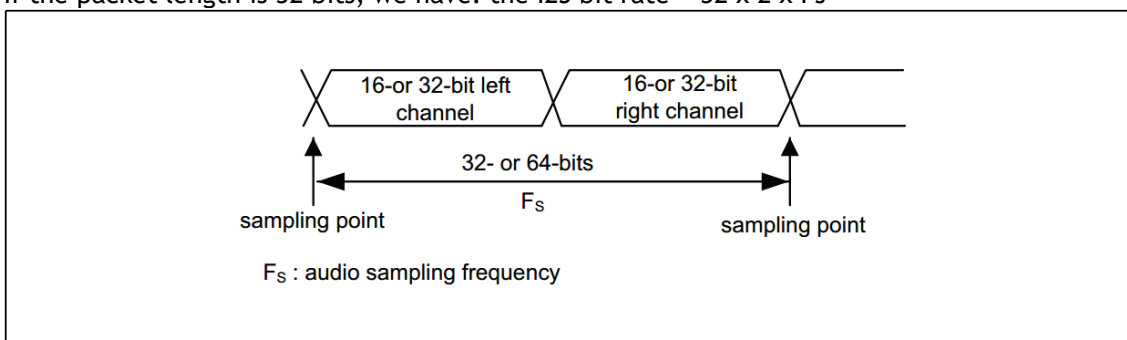 if the packet length is 32 bits, we have: the I2S bit rate = 32 x 2 x Fs
16-or 32-bit left
channel
16-or 32-bit
right channel
32- or 64-bits
FS
sampling point
sampling point
FS : audio sampling frequency